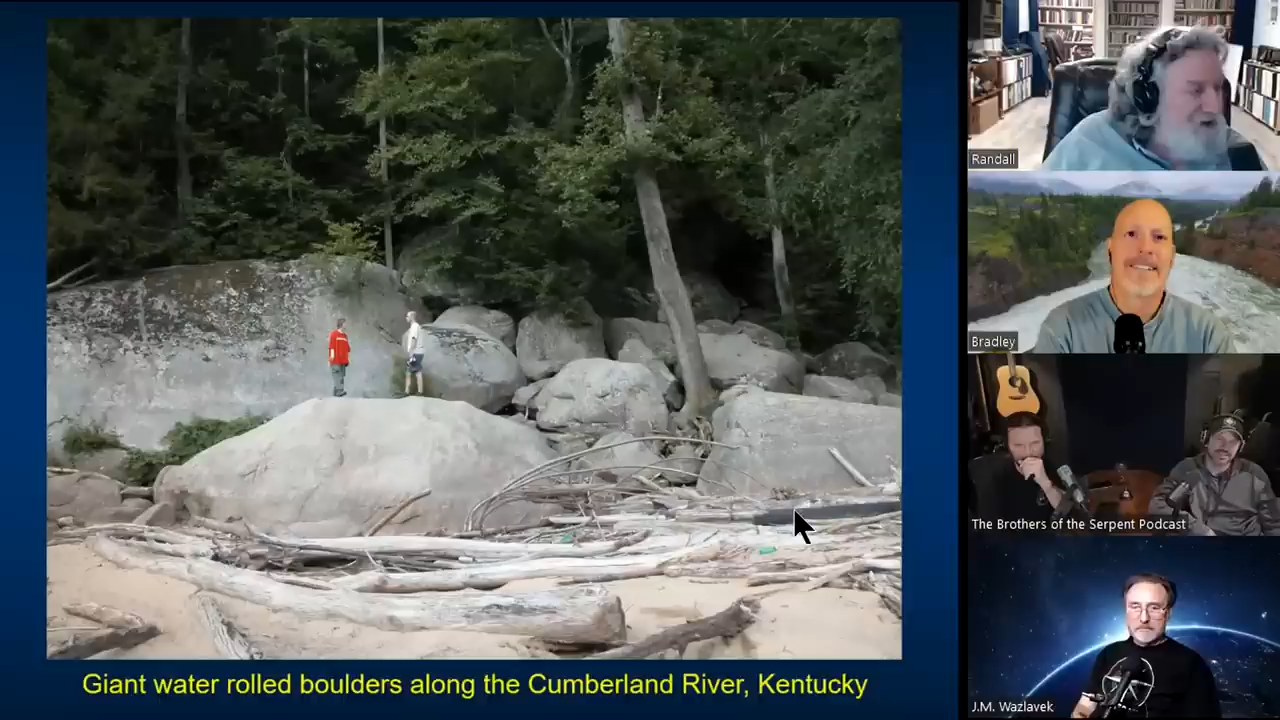 Randall
Bradley
The Brothers of the Serpent Podcast
J.M. Wazlavek
Giant water rolled boulders along the Cumberland River, Kentucky